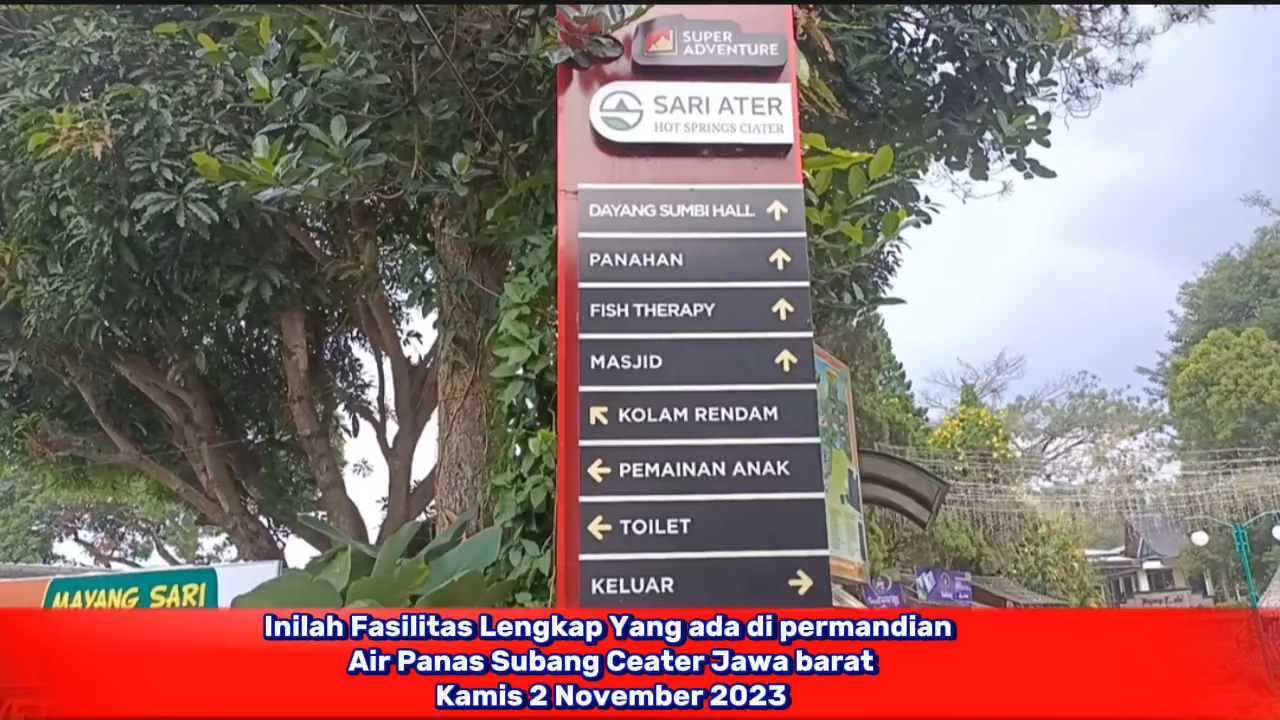 SUPER
ADVENTURE
SARI ATER
HOT SPRINGS CIATER
DAYANG SUMBI HALL
PANAHAN
FISH THERAPY
MASJID
KOLAM RENDAM
PEMAINAN ANAK
TOILET
KELUAR
MAYANG SARI
Inilah Fasilitas Lengkap Yang ada di permandian
Air Panas Subang Ceater Jawa barat
Kamis 2 November 2023